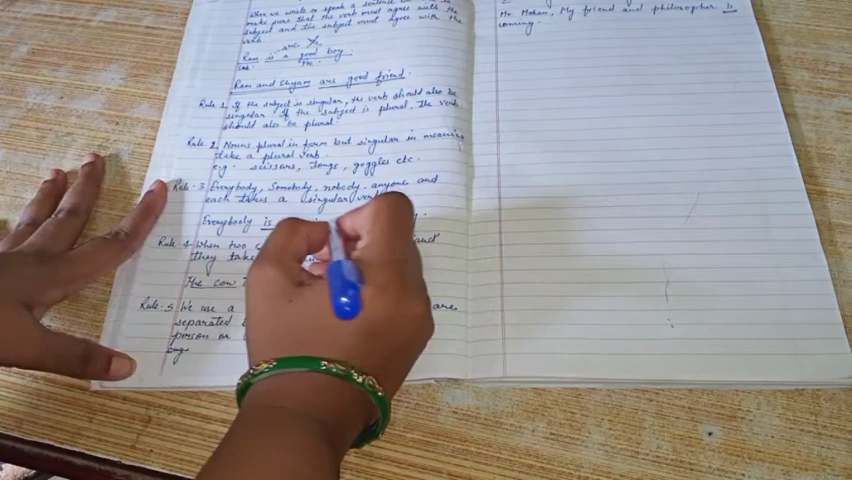 When we write or speak a sentence
make sure that the verb must agree with the
subject and the subject must agree with the
verb.
are
Ram is a good boy.
Ram and Shyam are good friend.
Rule 1. If the subject is singular, the verb should also be
singular. If the subject is plural. The verb
should also be plural.
Rule. 2. Nouns plural in form but singular in meaning
take a plural verb.
e.g. scissors, Tongs, goggles etc.
Rule. 3 Everybody, Somebody, nobody, anyone and
each takes a singular verb
Everybody is
Rule. 4 When two
they take
The cow
Rule. 5 We use a are
separated
person or
Mr. Mohan, My friend and philosopher is
coming.